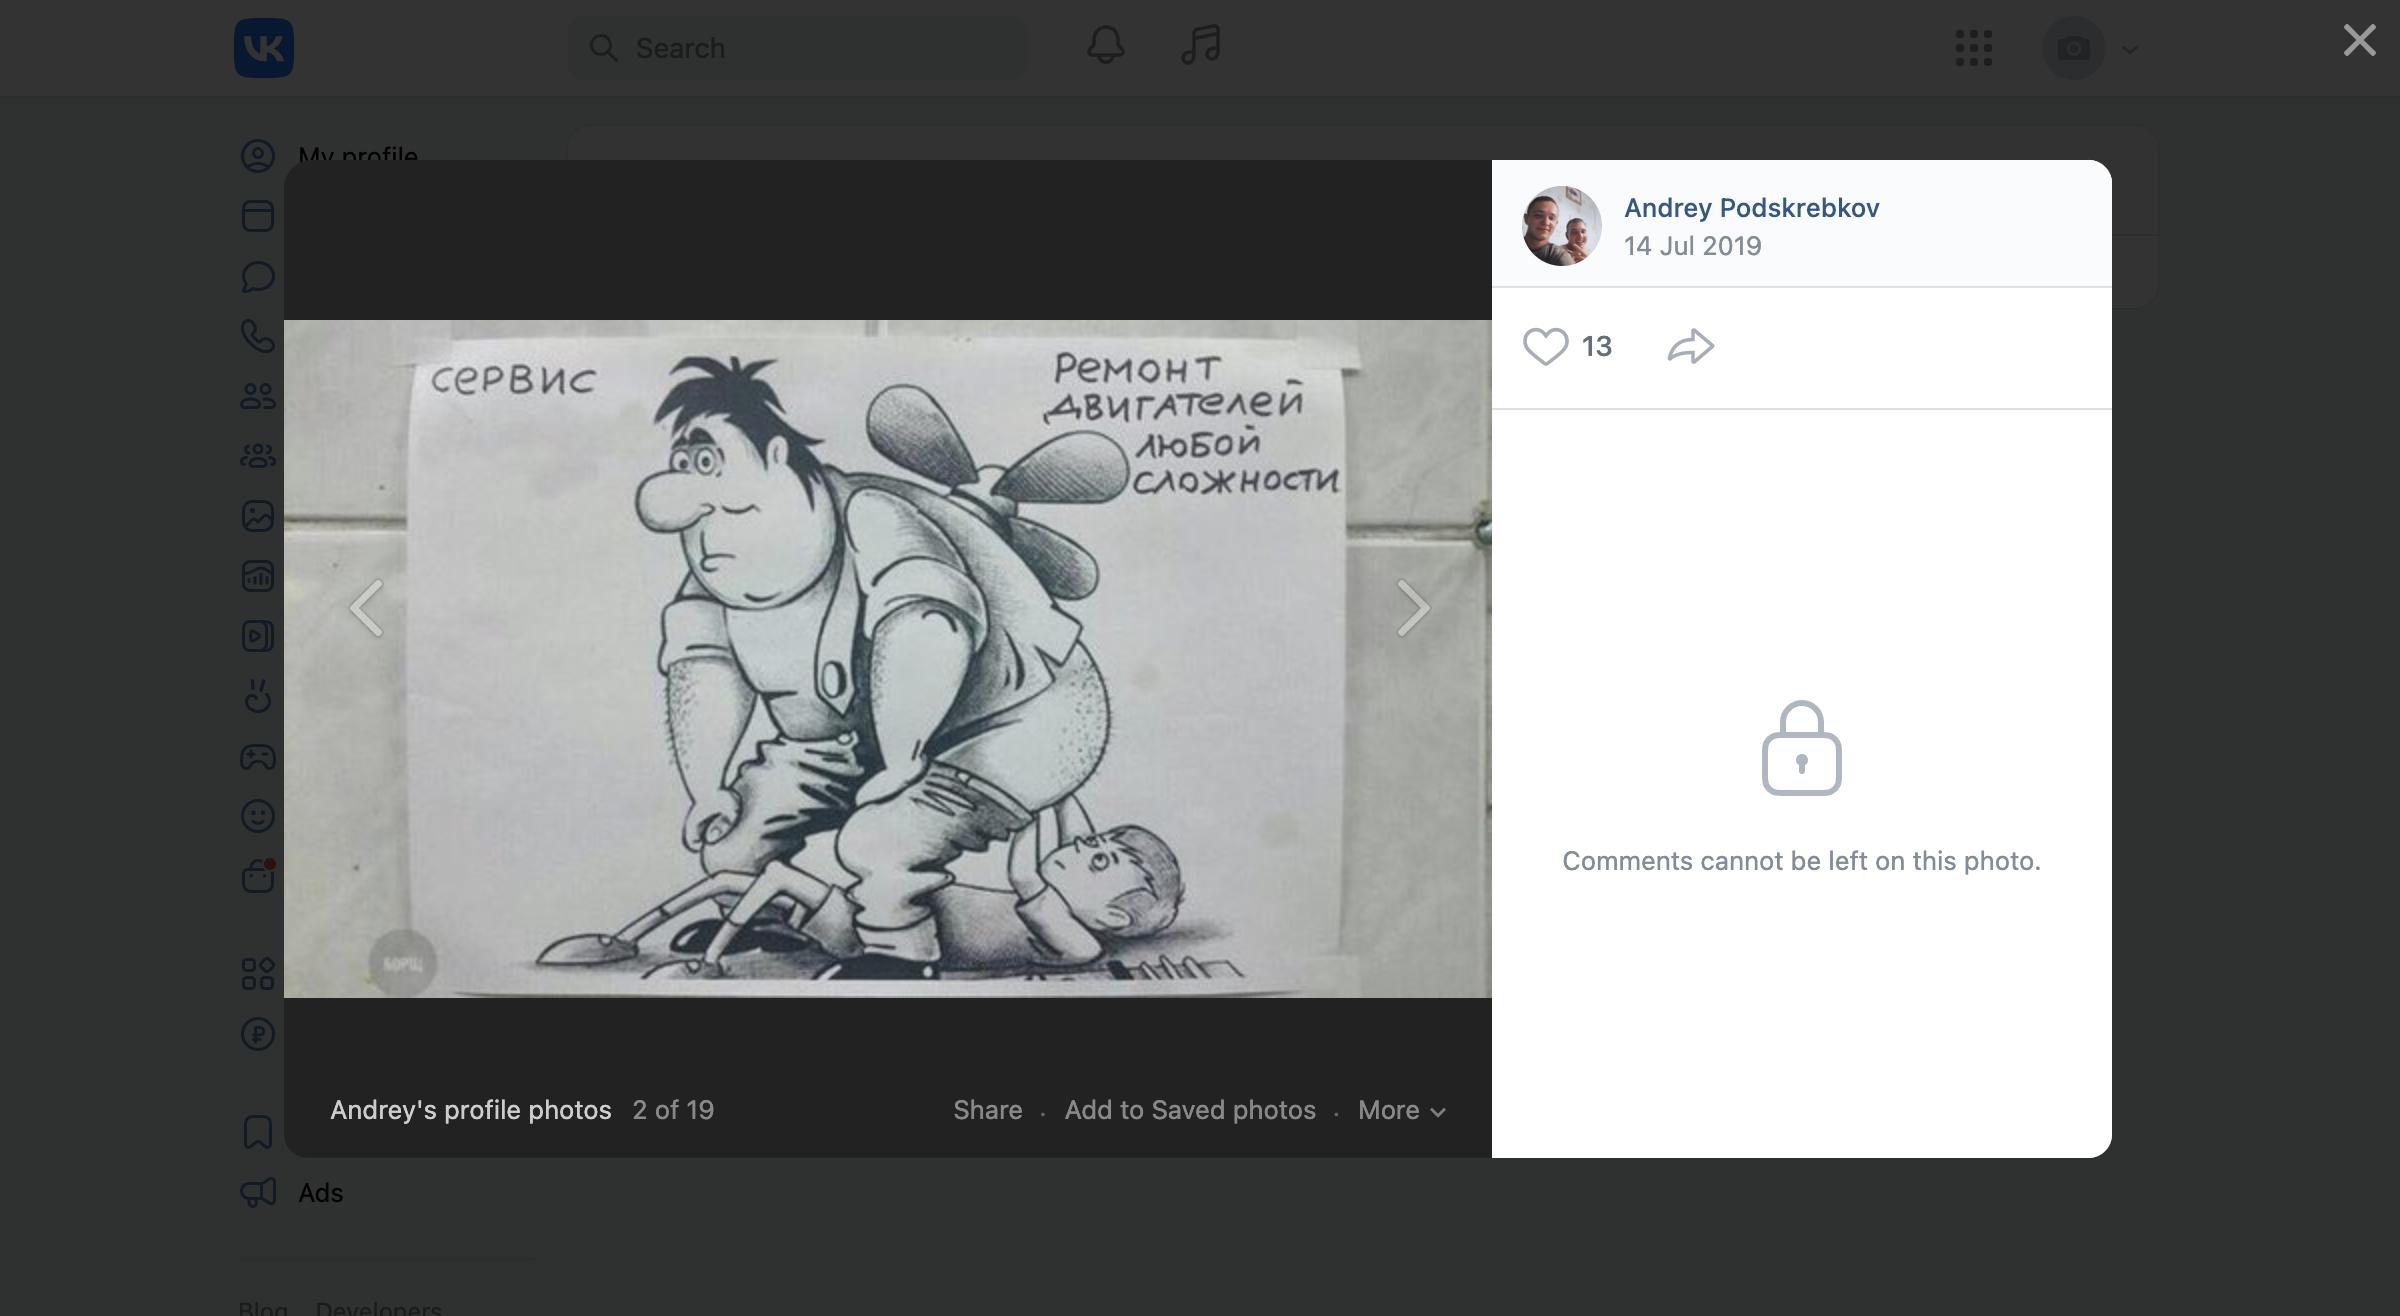 Search
My profile
Andrey Podskrebkov
14 Jul 2019
13
сервис
Ремонт
двигателей
любой
сложности
Comments cannot be left on this photo.
БОРЩ
Andrey's profile photos 2 of 19
Share · Add to Saved photos · More
Ads
Blog Developers